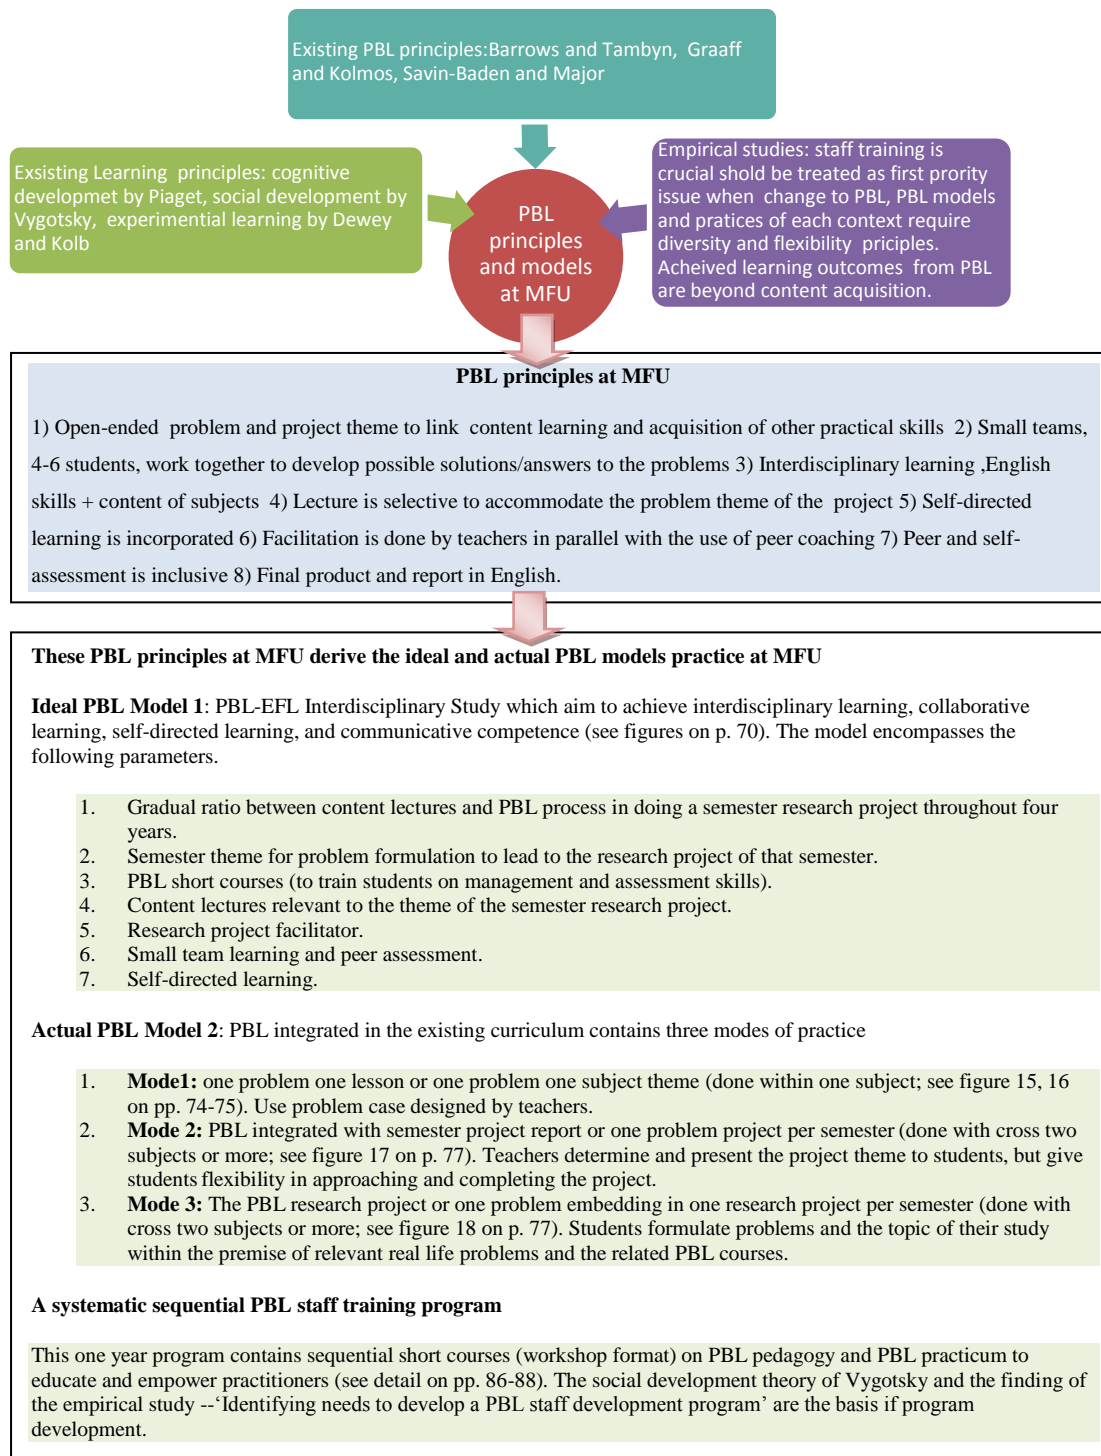 Existing PBL principles:Barrows and Tambyn, Graaff
and Kolmos, Savin-Baden and Major
Exsisting Learning principles: cognitive
developmet by Piaget, social development by
Vygotsky, experimential learning by Dewey
and Kolb
PBL
principles
and models
at MFU
Empirical studies: staff training is
crucial shold be treated as first prority
issue when change to PBL, PBL models
and pratices of each context require
diversity and flexibility priciples.
Acheived learning outcomes from PBL
are beyond content acquisition.
PBL principles at MFU
1) Open-ended problem and project theme to link content learning and acquisition of other practical skills 2) Small teams,
4-6 students, work together to develop possible solutions/answers to the problems 3) Interdisciplinary learning ,English
skills + content of subjects 4) Lecture is selective to accommodate the problem theme of the project 5) Self-directed
learning is incorporated 6) Facilitation is done by teachers in parallel with the use of peer coaching 7) Peer and self-
assessment is inclusive 8) Final product and report in English.
These PBL principles at MFU derive the ideal and actual PBL models practice at MFU
Ideal PBL Model 1: PBL-EFL Interdisciplinary Study which aim to achieve interdisciplinary learning, collaborative
learning, self-directed learning, and communicative competence (see figures on p. 70). The model encompasses the
following parameters.
1. Gradual ratio between content lectures and PBL process in doing a semester research project throughout four
years.
2. Semester theme for problem formulation to lead to the research project of that semester.
3. PBL short courses (to train students on management and assessment skills).
4. Content lectures relevant to the theme of the semester research project.
5. Research project facilitator.
6. Small team learning and peer assessment.
7. Self-directed learning.
Actual PBL Model 2: PBL integrated in the existing curriculum contains three modes of practice
1. Mode1: one problem one lesson or one problem one subject theme (done within one subject; see figure 15, 16
on pp. 74-75). Use problem case designed by teachers.
2. Mode 2: PBL integrated with semester project report or one problem project per semester (done with cross two
subjects or more; see figure 17 on p. 77). Teachers determine and present the project theme to students, but give
students flexibility in approaching and completing the project.
3. Mode 3: The PBL research project or one problem embedding in one research project per semester (done with
cross two subjects or more; see figure 18 on p. 77). Students formulate problems and the topic of their study
within the premise of relevant real life problems and the related PBL courses.
A systematic sequential PBL staff training program
This one year program contains sequential short courses (workshop format) on PBL pedagogy and PBL practicum to
educate and empower practitioners (see detail on pp. 86-88). The social development theory of Vygotsky and the finding of
the empirical study --‘Identifying needs to develop a PBL staff development program’ are the basis if program
development.